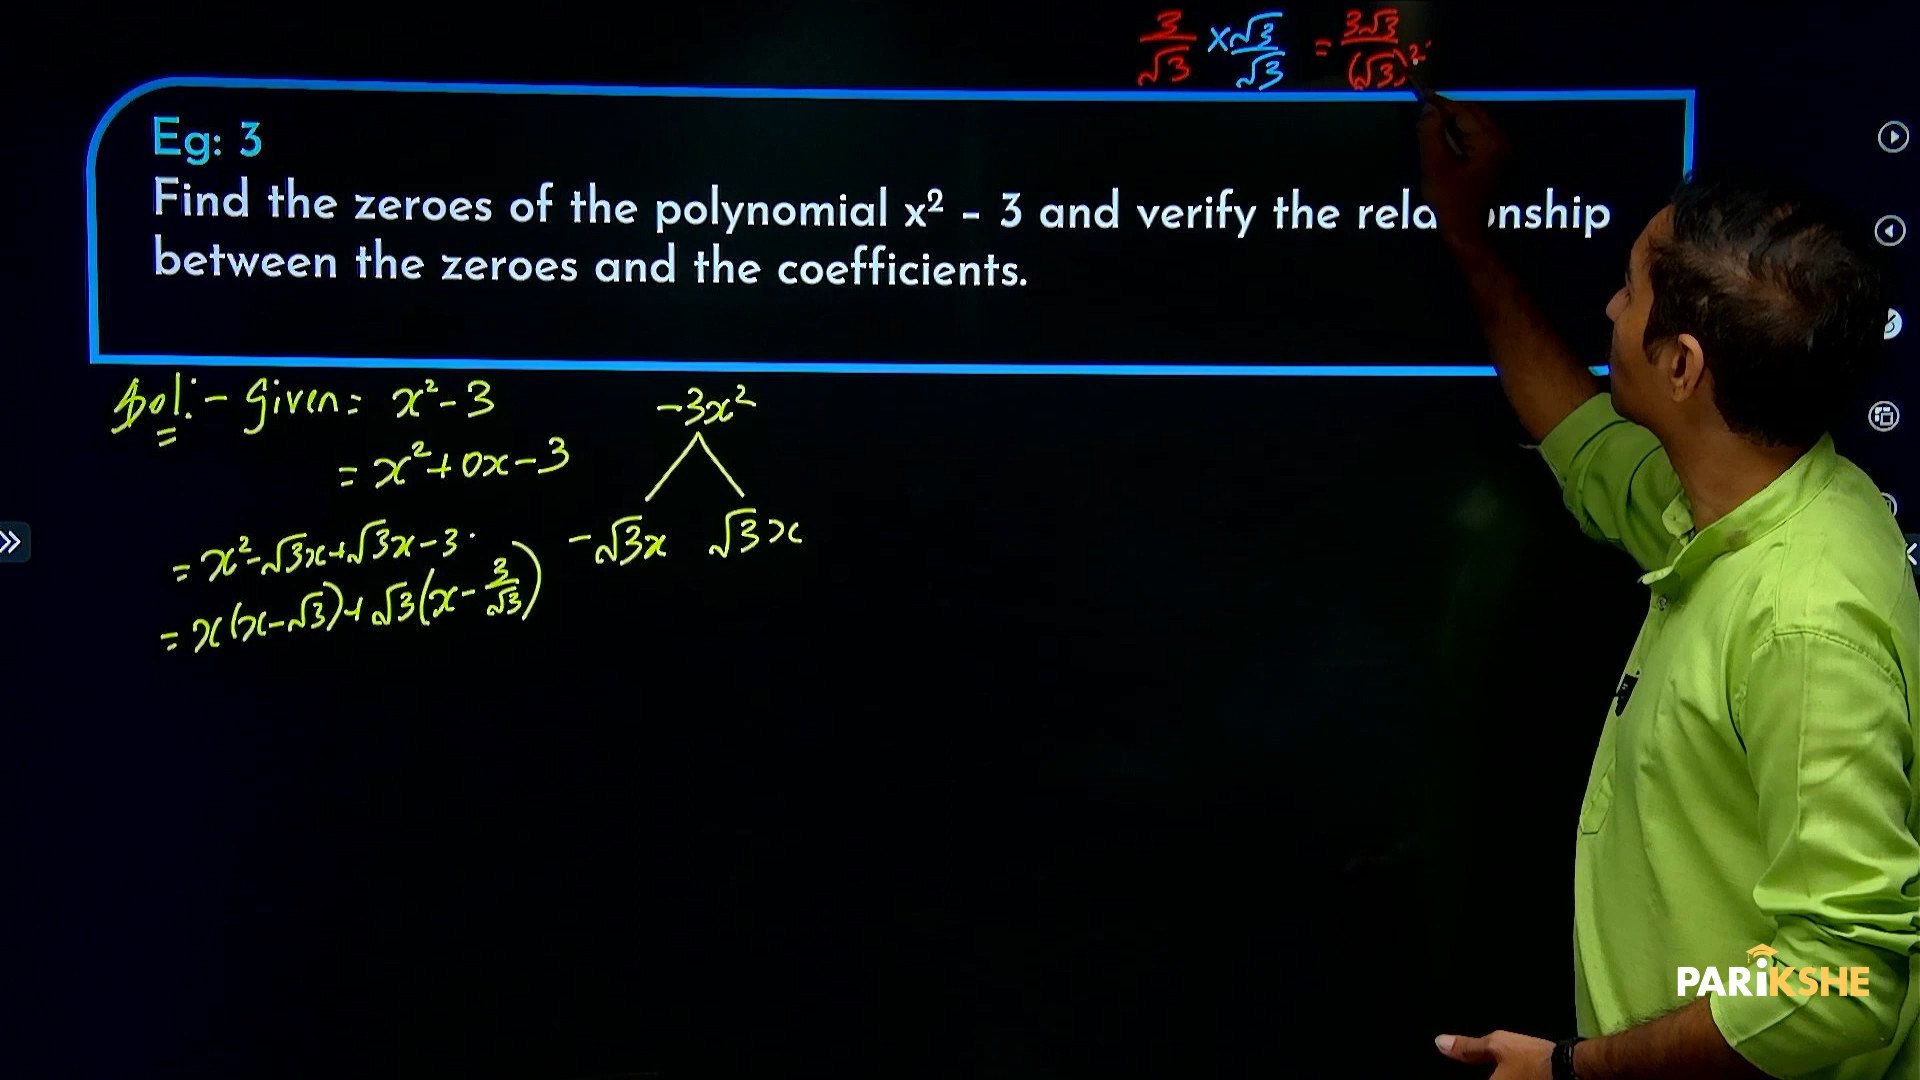 3/√3 × √3/√3 = 3√3/(√3)²
Eg: 3
Find the zeroes of the polynomial x² – 3 and verify the rela onship
between the zeroes and the coefficients.
Sol:- Given = x² - 3
= x² + 0x - 3
-3x²
-√3x √3x
= x² - √3x + √3x - 3
= x(x - √3) + √3(x - 3/√3)
PARiKSHE